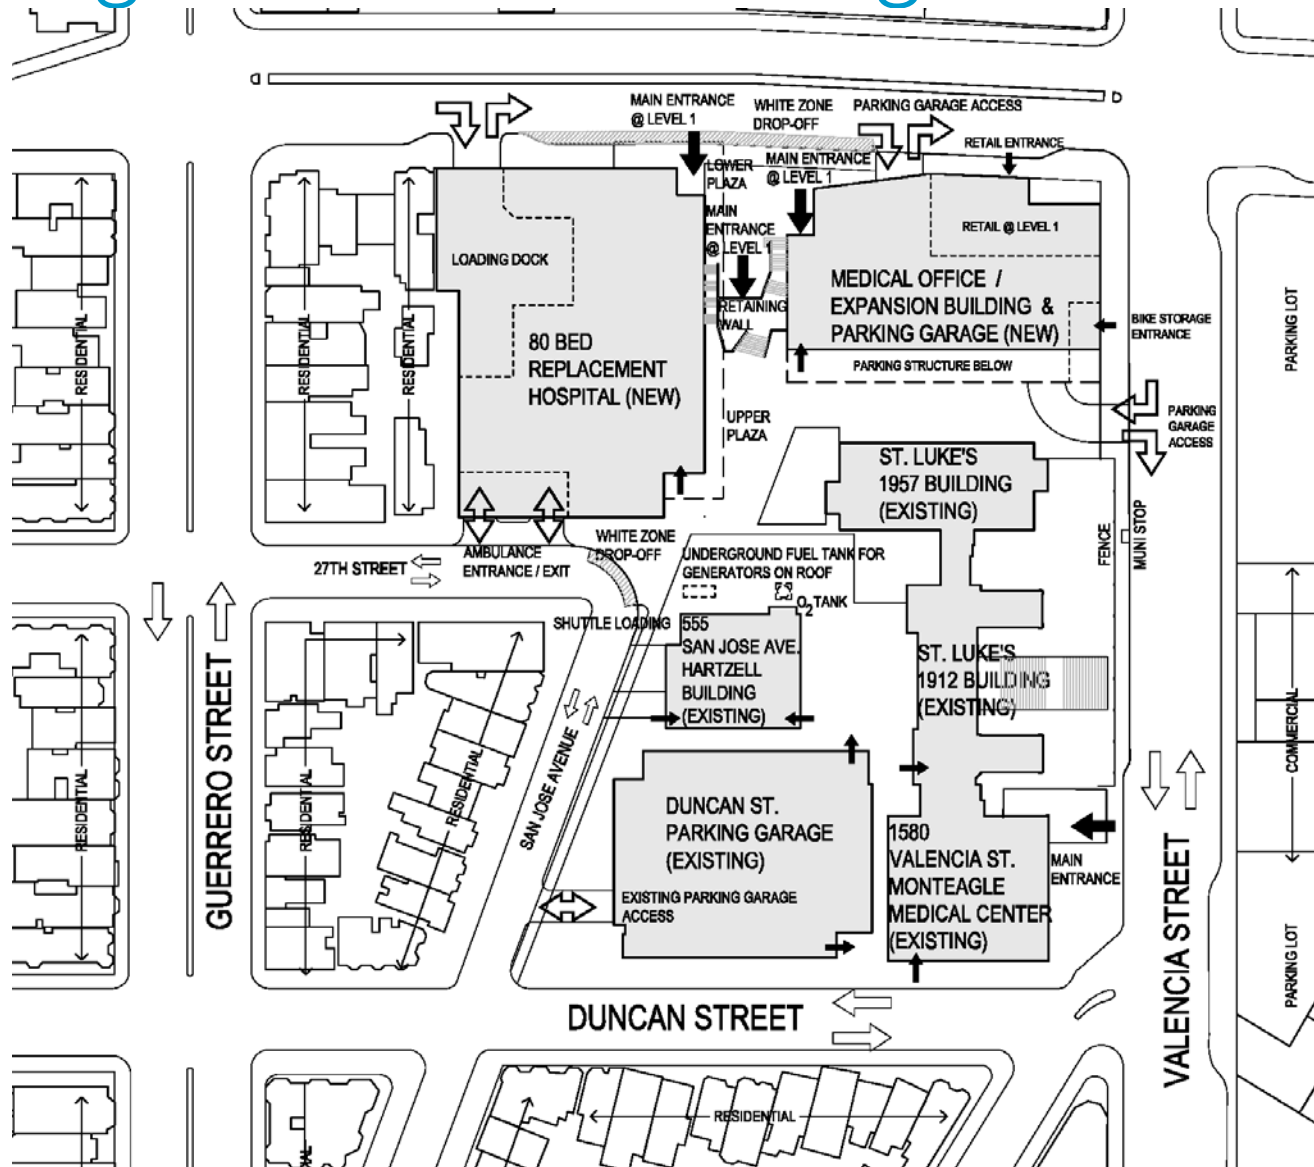 MAIN ENTRANCE
@ LEVEL 1
WHITE ZONE
DROP-OFF
PARKING GARAGE ACCESS
RETAIL ENTRANCE
MAIN ENTRANCE
@ LEVEL 1
LOWER
PLAZA
MAIN
ENTRANCE
@ LEVEL 1
RETAIL @ LEVEL 1
LOADING DOCK
MEDICAL OFFICE /
EXPANSION BUILDING &
PARKING GARAGE (NEW)
RETAINING
WALL
BIKE STORAGE
ENTRANCE
PARKING LOT
RESIDENTIAL
RESIDENTIAL
RESIDENTIAL
80 BED
REPLACEMENT
HOSPITAL (NEW)
PARKING STRUCTURE BELOW
UPPER
PLAZA
PARKING
GARAGE
ACCESS
ST. LUKE'S
1957 BUILDING
(EXISTING)
FENCE
MUNI STOP
27TH STREET
AMBULANCE
ENTRANCE / EXIT
WHITE ZONE
DROP-OFF
UNDERGROUND FUEL TANK FOR
GENERATORS ON ROOF
O2 TANK
SHUTTLE LOADING
555
SAN JOSE AVE.
HARTZELL
BUILDING
(EXISTING)
ST. LUKE'S
1912 BUILDING
(EXISTING)
COMMERCIAL
GUERRERO STREET
SAN JOSE AVENUE
RESIDENTIAL
RESIDENTIAL
RESIDENTIAL
DUNCAN ST.
PARKING GARAGE
(EXISTING)
EXISTING PARKING GARAGE
ACCESS
1580
VALENCIA ST.
MONTEAGLE
MEDICAL CENTER
(EXISTING)
MAIN
ENTRANCE
VALENCIA STREET
PARKING LOT
DUNCAN STREET
RESIDENTIAL